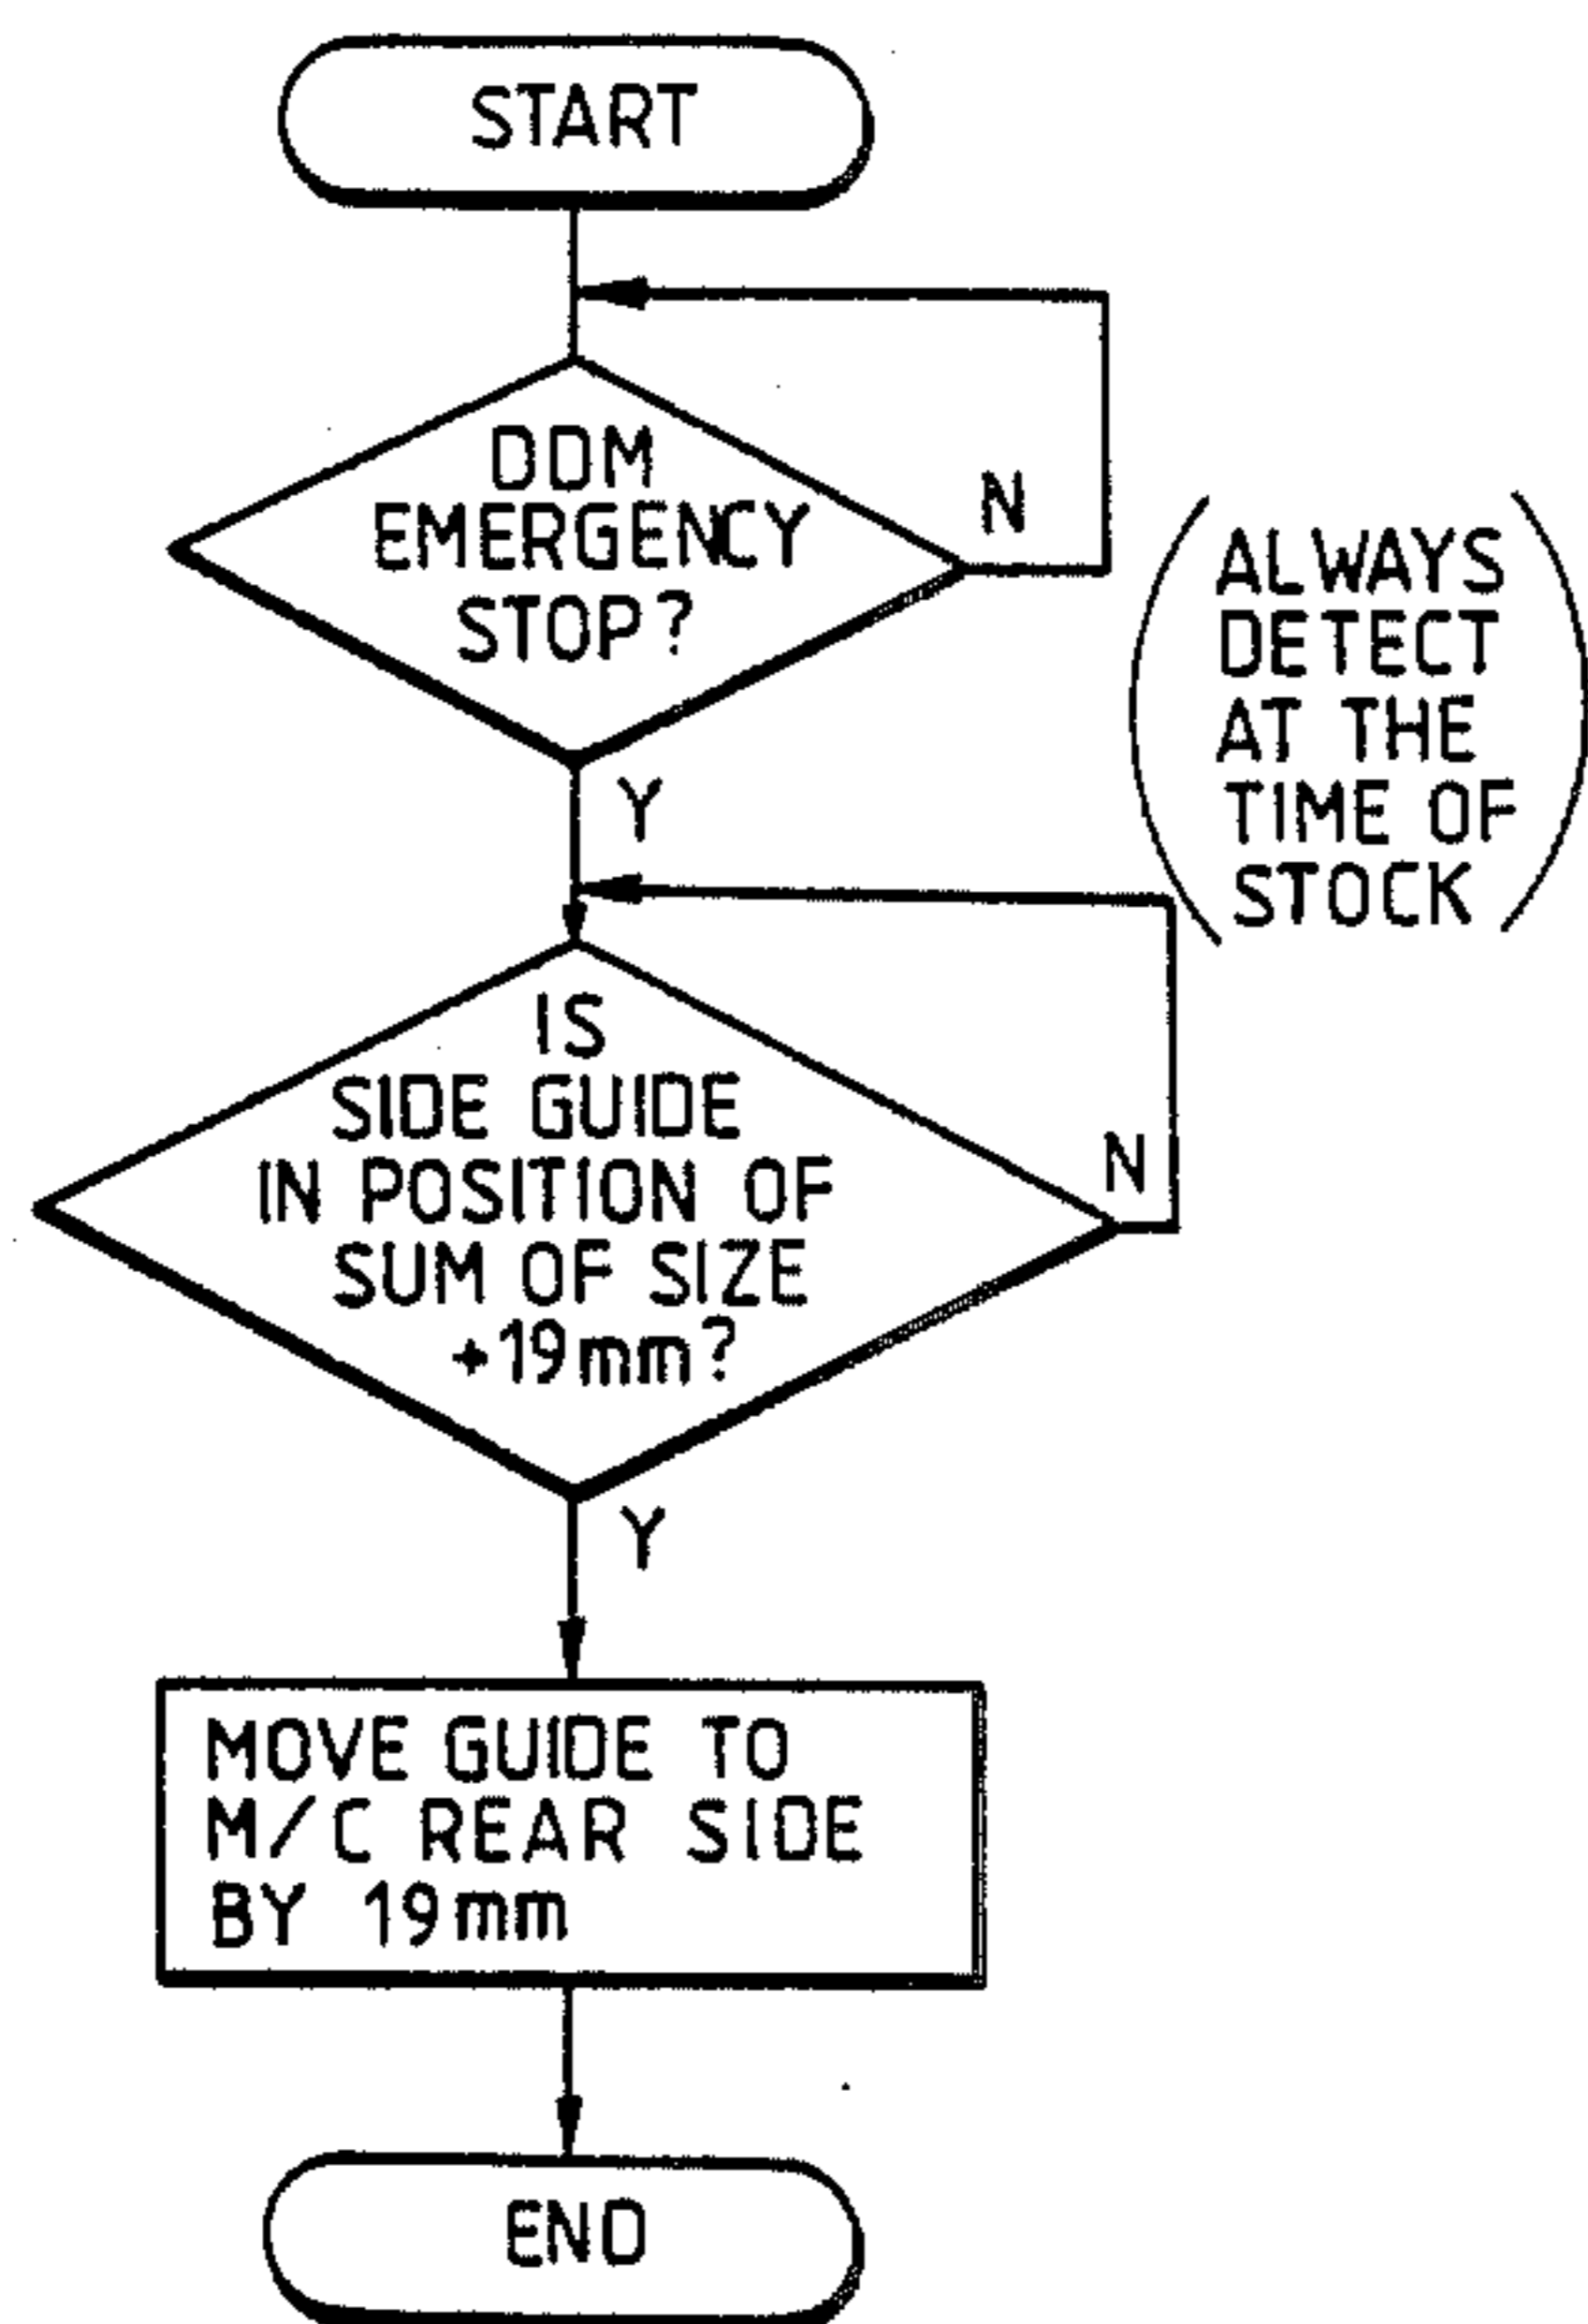 START
DDM
EMERGENCY
STOP?
N
ALWAYS
DETECT
AT THE
TIME OF
STOCK
Y
IS
SIDE GUIDE
IN POSITION OF
SUM OF SIZE
+19mm?
N
Y
MOVE GUIDE TO
M/C REAR SIDE
BY 19mm
END